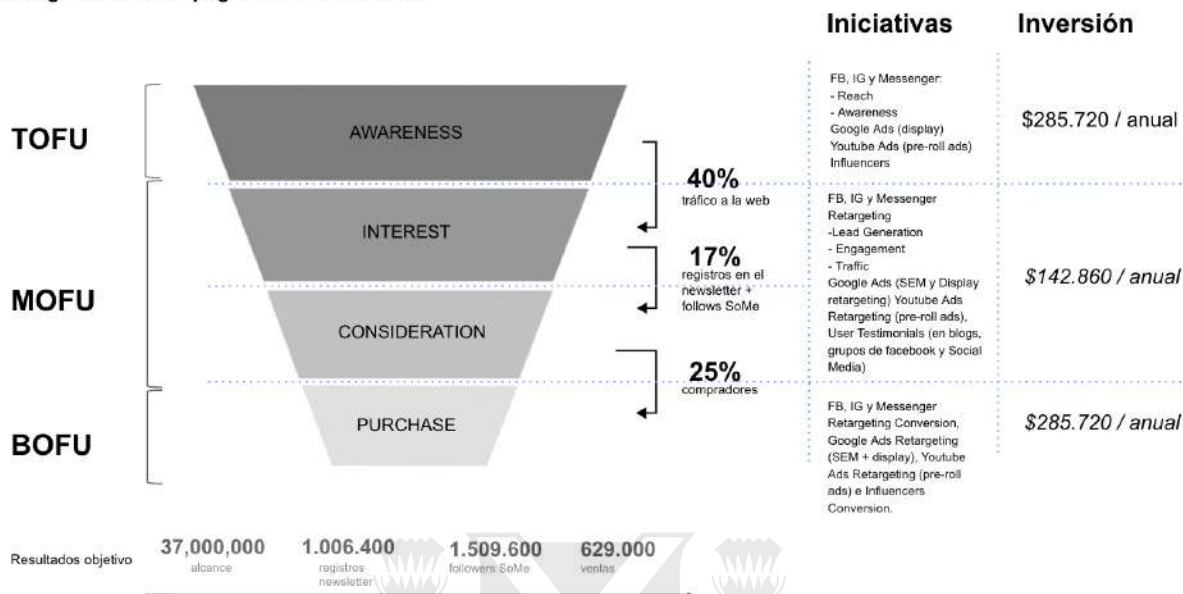 Iniciativas
Inversión
TOFU
AWARENESS
40%
tráfico a la web
FB, IG y Messenger:
- Reach
- Awareness
Google Ads (display)
Youtube Ads (pre-roll ads)
Influencers
$285.720 / anual
MOFU
INTEREST
17%
registros en el
newsletter +
follows SoMe
CONSIDERATION
FB, IG y Messenger
Retargeting
-Lead Generation
- Engagement
- Traffic
Google Ads (SEM y Display
retargeting) Youtube Ads
Retargeting (pre-roll ads),
User Testimonials (en blogs,
grupos de facebook y Social
Media)
$142.860 / anual
25%
compradores
BOFU
PURCHASE
FB, IG y Messenger
Retargeting Conversion,
Google Ads Retargeting
(SEM + display), Youtube
Ads Retargeting (pre-roll
ads) e Influencers
Conversion.
$285.720 / anual
Resultados objetivo
37,000,000
alcance
1.006.400
registros
newsletter
1.509.600
followers SoMe
629.000
ventas